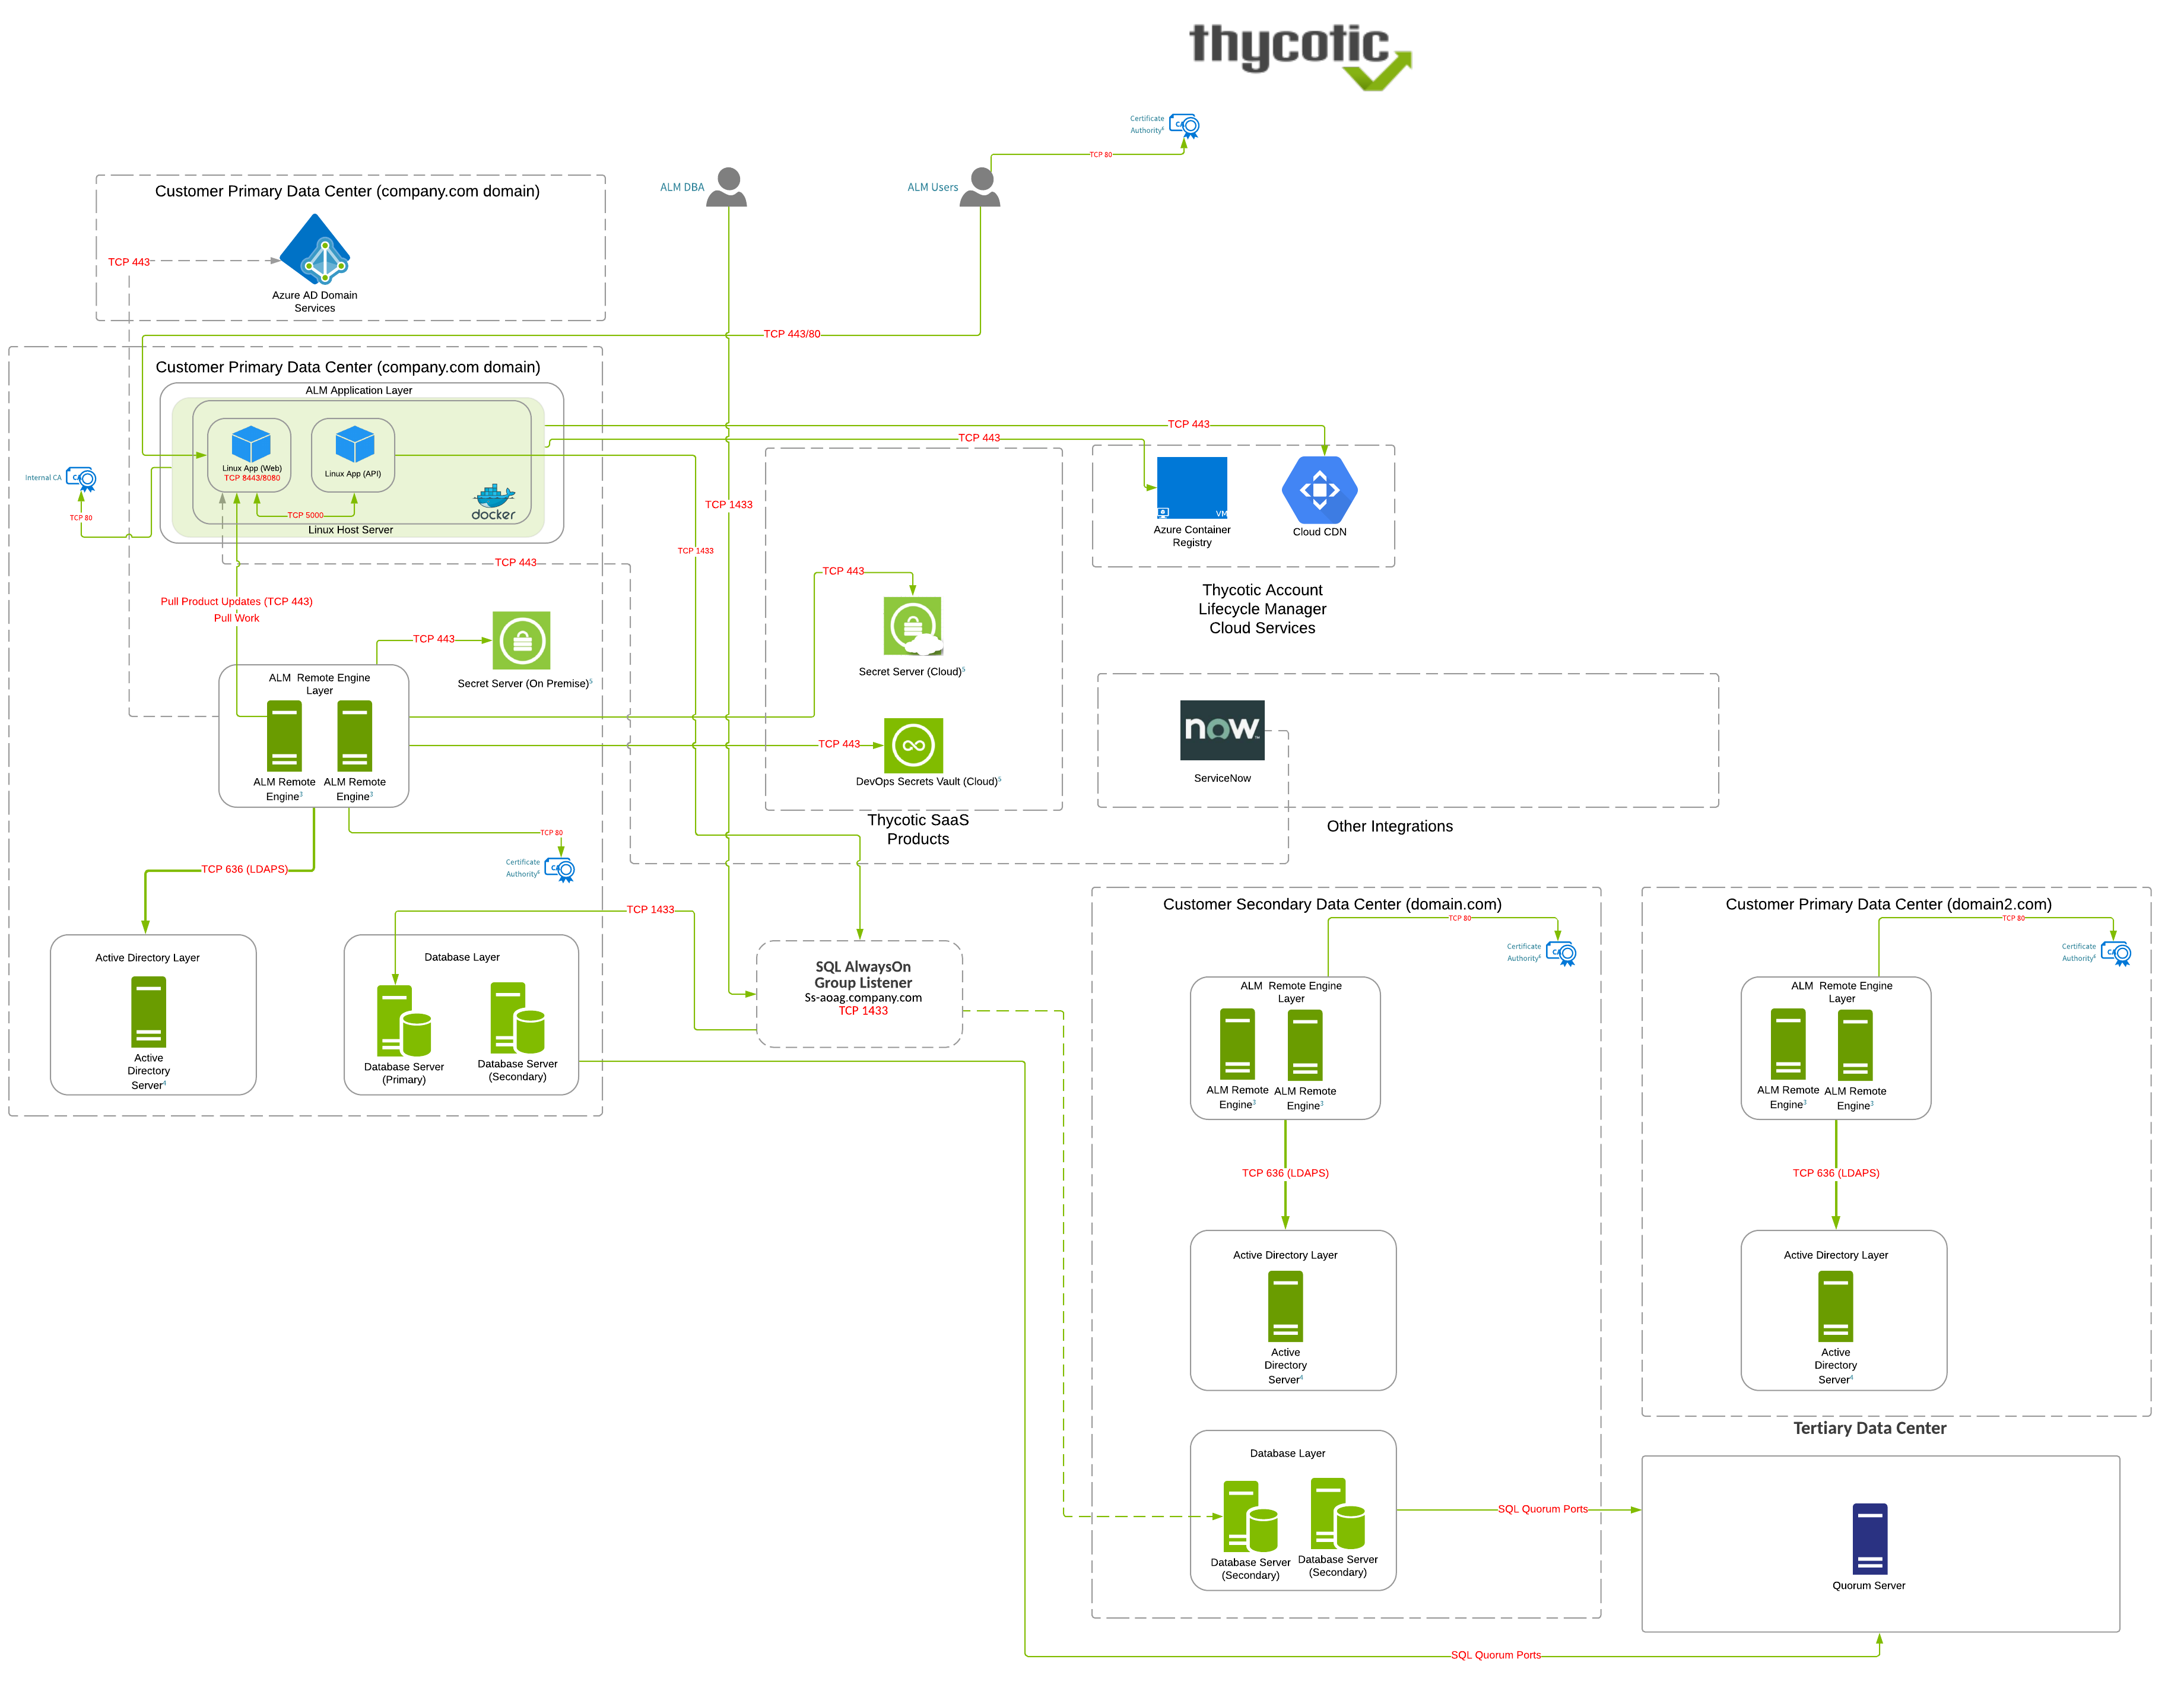 thycotic
Certificate
Authority⁶
CA
TCP 80
ALM DBA
ALM Users
Customer Primary Data Center (company.com domain)
TCP 443
Azure AD Domain
Services
TCP 443/80
Customer Primary Data Center (company.com domain)
ALM Application Layer
Linux App (Web)
TCP 8443/8080
Linux App (API)
TCP 5000
docker
Linux Host Server
Internal CA
CA
TCP 80
TCP 443
TCP 443
TCP 1433
TCP 1433
TCP 443
VM
Azure Container
Registry
Cloud CDN
Thycotic Account
Lifecycle Manager
Cloud Services
Pull Product Updates (TCP 443)
Pull Work
TCP 443
Secret Server (On Premise)⁵
TCP 443
Secret Server (Cloud)⁵
TCP 443
DevOps Secrets Vault (Cloud)⁵
Thycotic SaaS
Products
now
ServiceNow
Other Integrations
ALM Remote Engine
Layer
ALM Remote
Engine³
ALM Remote
Engine³
TCP 80
Certificate
Authority⁶
CA
TCP 636 (LDAPS)
TCP 1433
Active Directory Layer
Active
Directory
Server⁴
Database Layer
Database Server
(Primary)
Database Server
(Secondary)
SQL AlwaysOn
Group Listener
Ss-aoag.company.com
TCP 1433
Customer Secondary Data Center (domain.com)
TCP 80
Certificate
Authority⁶
CA
ALM Remote Engine
Layer
ALM Remote
Engine³
ALM Remote
Engine³
TCP 636 (LDAPS)
Active Directory Layer
Active
Directory
Server⁴
Database Layer
Database Server
(Secondary)
Database Server
(Secondary)
SQL Quorum Ports
Customer Primary Data Center (domain2.com)
TCP 80
Certificate
Authority⁶
CA
ALM Remote Engine
Layer
ALM Remote
Engine³
ALM Remote
Engine³
TCP 636 (LDAPS)
Active Directory Layer
Active
Directory
Server⁴
Tertiary Data Center
Quorum Server
SQL Quorum Ports